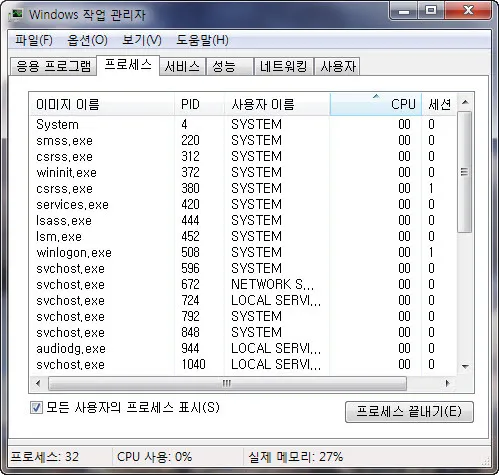 Windows 작업 관리자
파일(F) 옵션(O) 보기(V) 도움말(H)
응용 프로그램 프로세스 서비스 성능 네트워킹 사용자
이미지 이름 PID 사용자 이름 CPU 세션
System 4 SYSTEM 00 0
smss.exe 220 SYSTEM 00 0
csrss.exe 312 SYSTEM 00 0
wininit.exe 372 SYSTEM 00 0
csrss.exe 380 SYSTEM 00 1
services.exe 420 SYSTEM 00 0
lsass.exe 444 SYSTEM 00 0
lsm.exe 452 SYSTEM 00 0
winlogon.exe 508 SYSTEM 00 1
svchost.exe 596 SYSTEM 00 0
svchost.exe 672 NETWORK S... 00 0
svchost.exe 724 LOCAL SERVI... 00 0
svchost.exe 792 SYSTEM 00 0
svchost.exe 848 SYSTEM 00 0
audiodg.exe 944 LOCAL SERVI... 00 0
svchost.exe 1040 LOCAL SERVI... 00 0
모든 사용자의 프로세스 표시(S) 프로세스 끝내기(E)
프로세스: 32 CPU 사용: 0% 실제 메모리: 27%